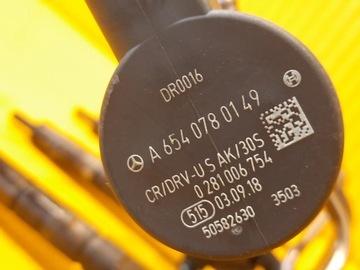 DR0016
A 654 078 01 49
CR/DRV-US AK/30S
0 281 006 754
515 03.09.18
50582630 3503